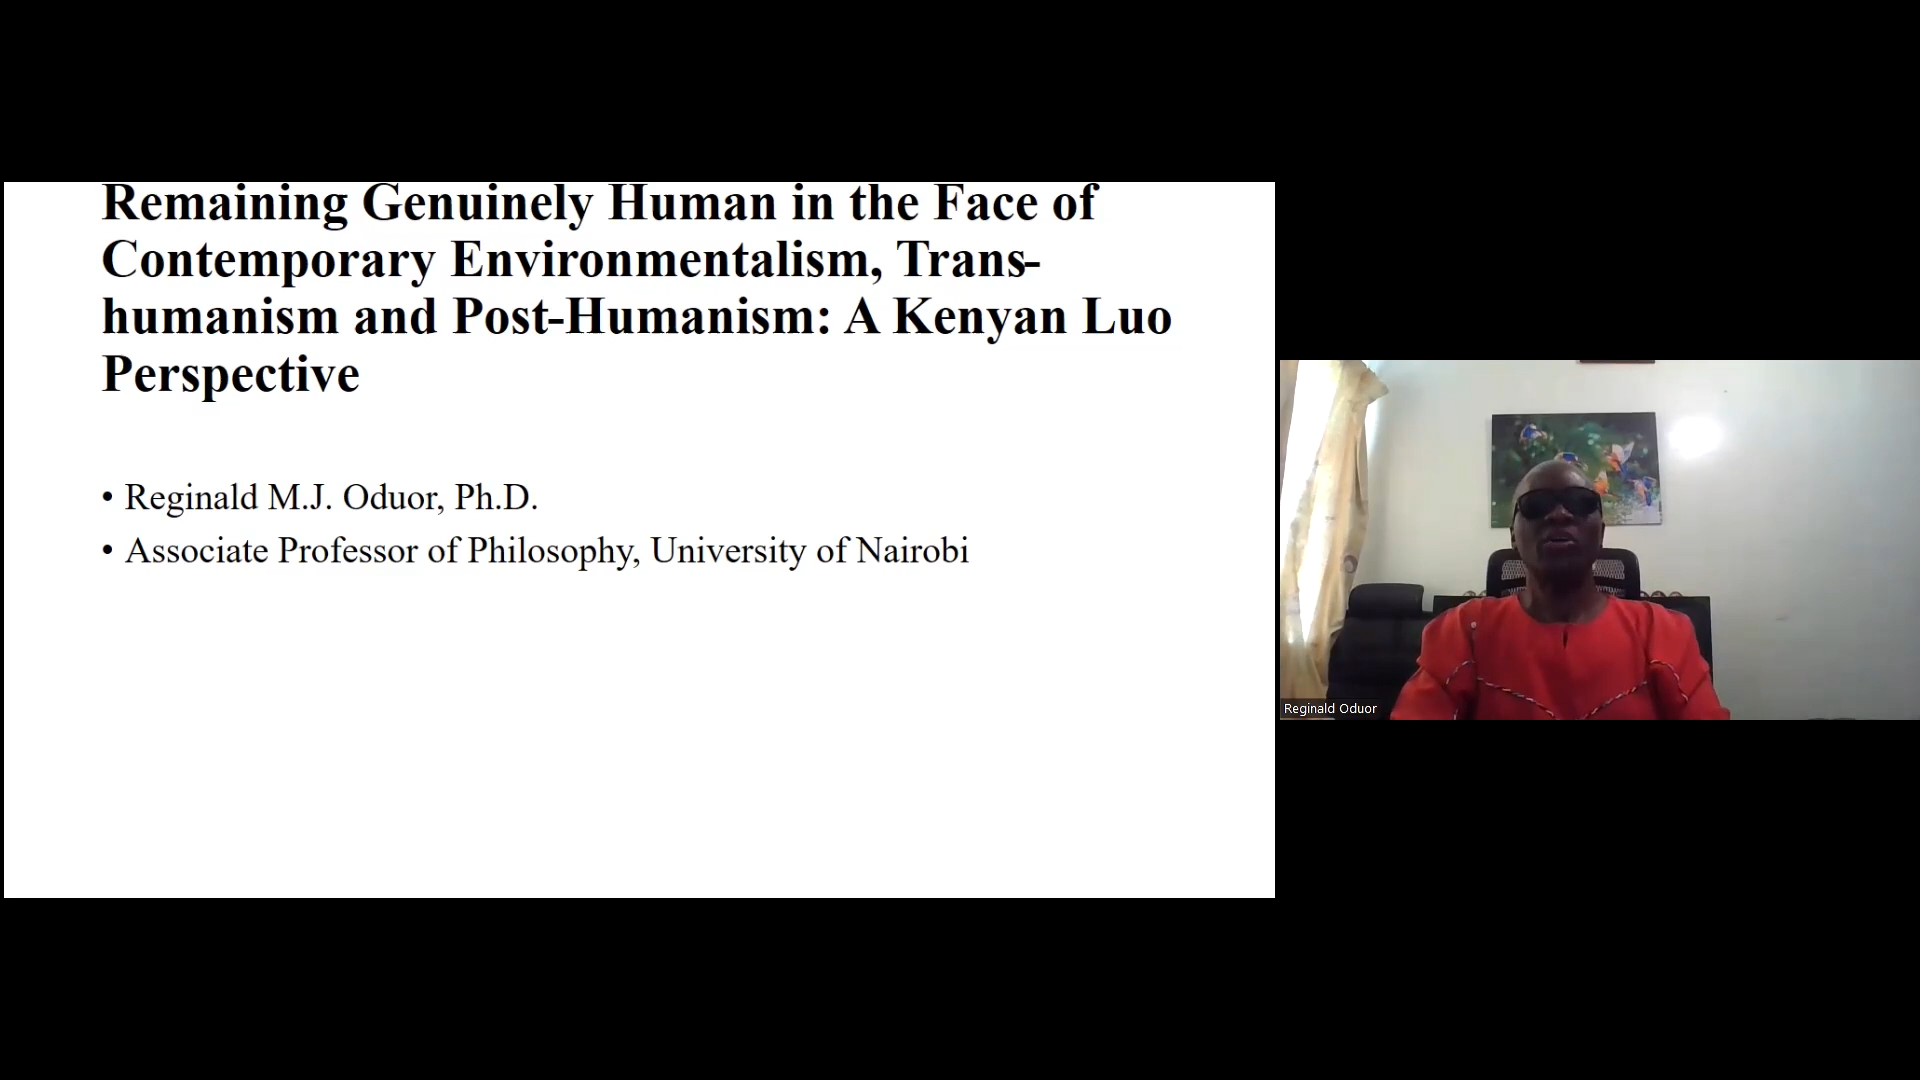 Remaining Genuinely Human in the Face of
Contemporary Environmentalism, Trans-
humanism and Post-Humanism: A Kenyan Luo
Perspective
• Reginald M.J. Oduor, Ph.D.
• Associate Professor of Philosophy, University of Nairobi
Reginald Oduor